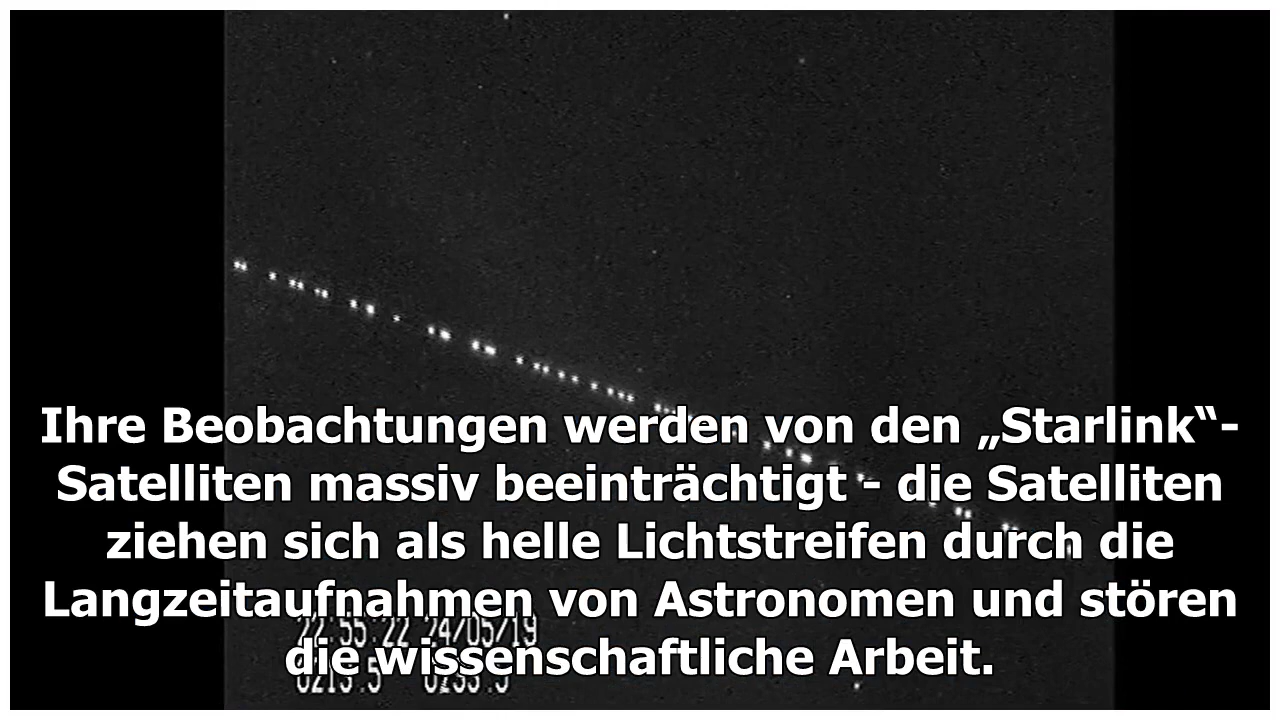 Ihre Beobachtungen werden von den „Starlink“-
Satelliten massiv beeinträchtigt - die Satelliten
ziehen sich als helle Lichtstreifen durch die
Langzeitaufnahmen von Astronomen und stören
22:55:22 24/05/19
die wissenschaftliche Arbeit.